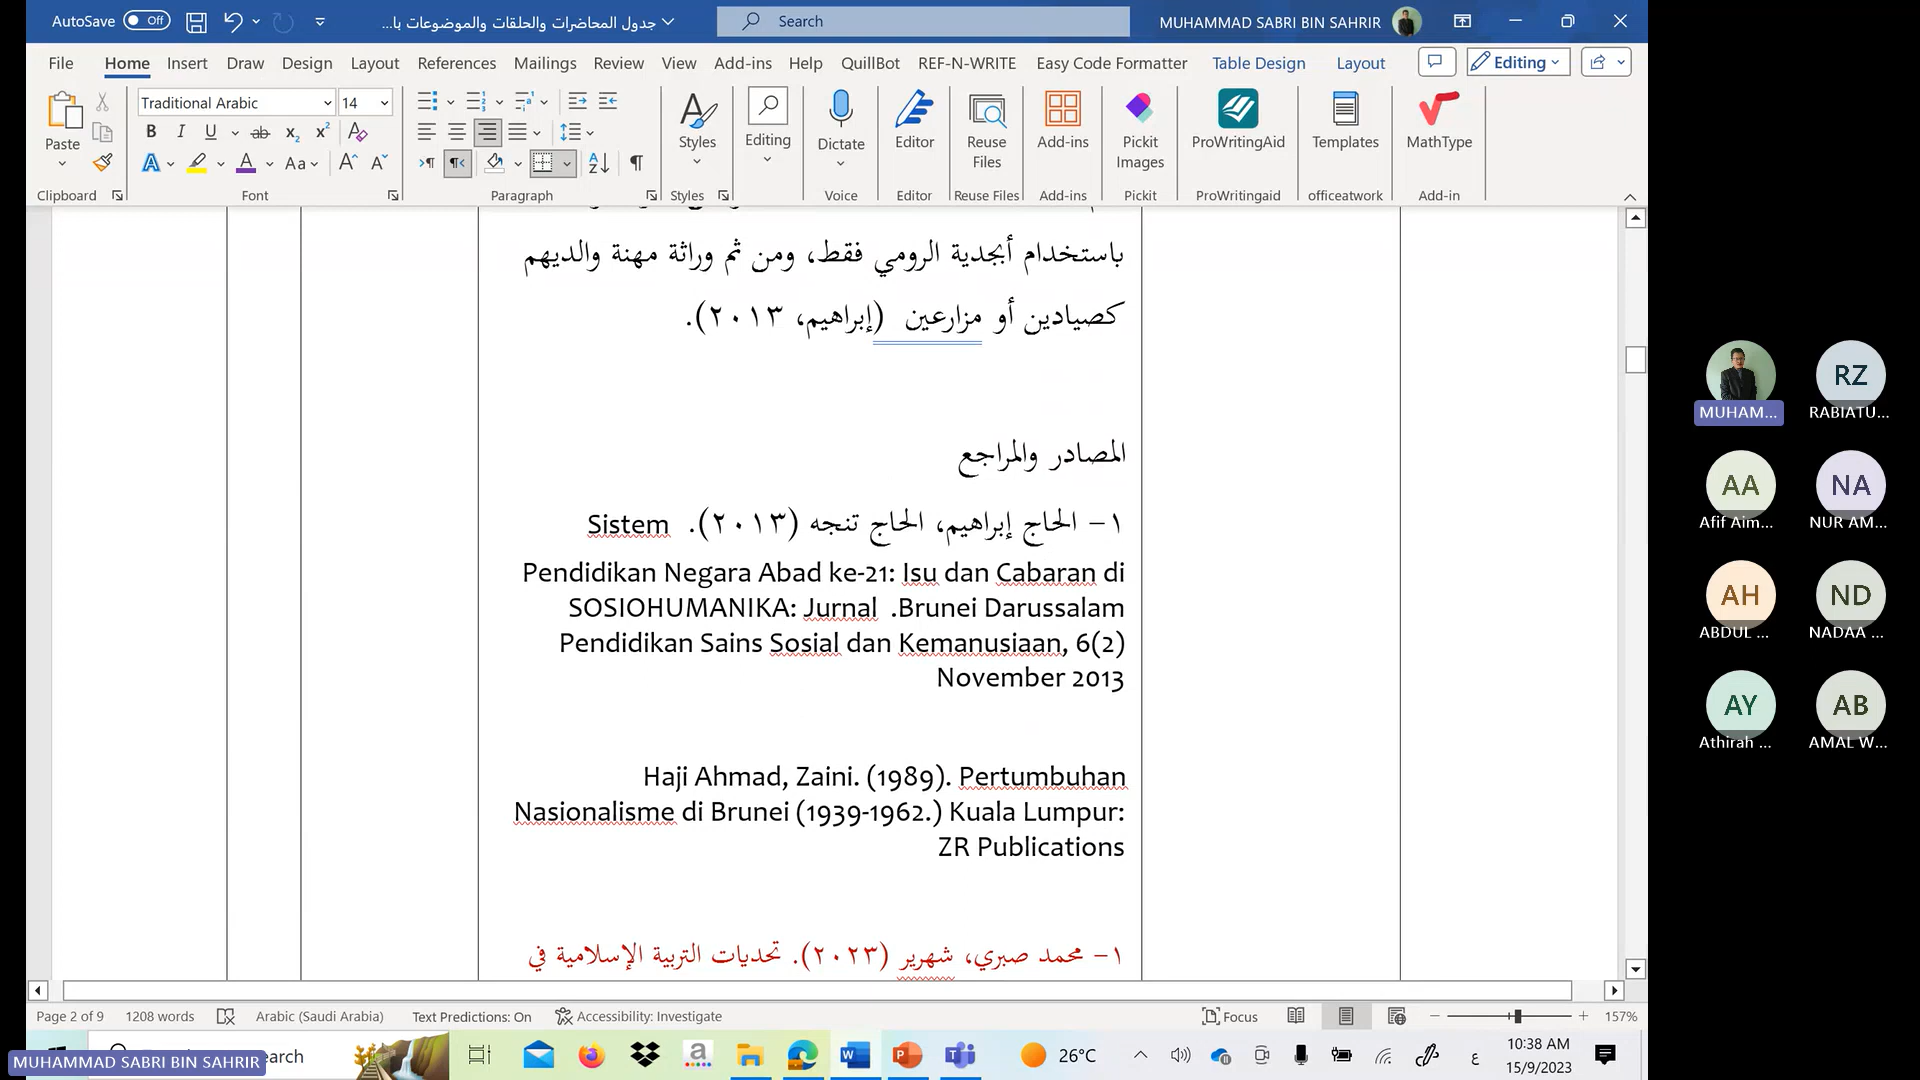 AutoSave Off
جدول المحاضرات والحلقات والموضوعات با...
Search
MUHAMMAD SABRI BIN SAHRIR
File Home Insert Draw Design Layout References Mailings Review View Add-ins Help QuillBot REF-N-WRITE Easy Code Formatter Table Design Layout Editing
Traditional Arabic 14
Paste
Styles
Editing
Dictate
Editor
Reuse Files
Add-ins
Pickit Images
ProWritingAid
Templates
MathType
Clipboard Font Paragraph Styles Voice Editor Reuse Files Add-ins Pickit ProWritingaid officeatwork Add-in
باستخدام أبجدية الرومي فقط، ومن ثم وراثة مهنة والديهم
كصيادين أو مزارعين (إبراهيم، ٢٠١٣).
المصادر والمراجع
١- الحاج إبراهيم، الحاج تنجه (٢٠١٣). Sistem
Pendidikan Negara Abad ke-21: Isu dan Cabaran di
SOSIOHUMANIKA: Jurnal .Brunei Darussalam
Pendidikan Sains Sosial dan Kemanusiaan, 6(2)
November 2013
Haji Ahmad, Zaini. (1989). Pertumbuhan
Nasionalisme di Brunei (1939-1962.) Kuala Lumpur:
ZR Publications
١- محمد صبري، شهرير (٢٠٢٣). تحديات التربية الإسلامية في
MUHAM...
RZ
RABIATU...
AA
Afif Aim...
NA
NUR AM...
AH
ABDUL ...
ND
NADAA ...
AY
Athirah ...
AB
AMAL W...
Page 2 of 9 1208 words Arabic (Saudi Arabia) Text Predictions: On Accessibility: Investigate Focus 157%
MUHAMMAD SABRI BIN SAHRIR
26°C
ع
10:38 AM
15/9/2023